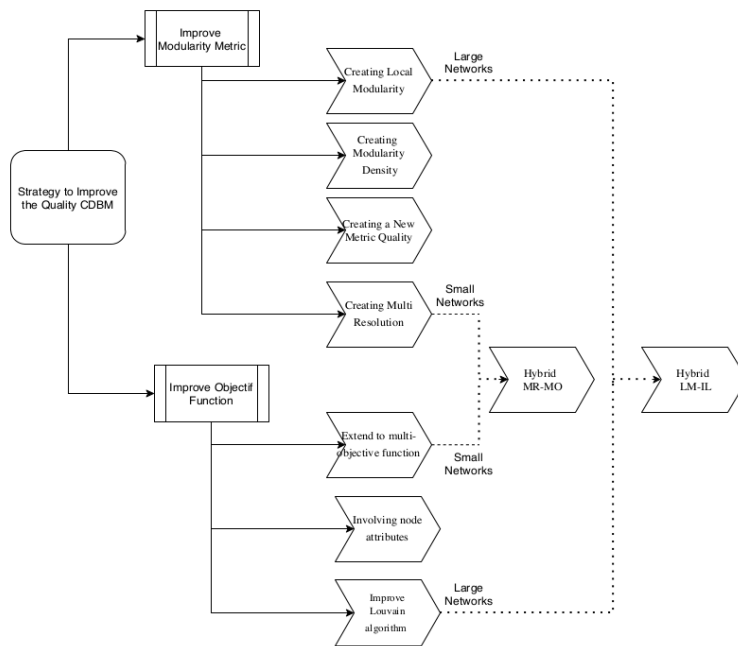 Improve
Modularity Metric
Creating Local
Modularity
Large
Networks
Creating
Modularity
Density
Strategy to Improve
the Quality CDBM
Creating a New
Metric Quality
Creating Multi
Resolution
Small
Networks
Hybrid
MR-MO
Hybrid
LM-IL
Improve Objectif
Function
Extend to multi-
objective function
Small
Networks
Involving node
attributes
Improve
Louvain
algorithm
Large
Networks